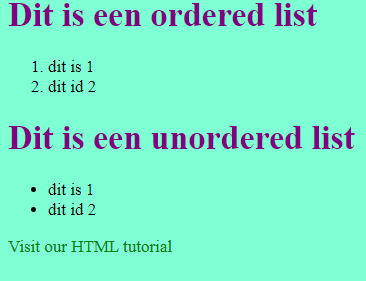 Dit is een ordered list
1. dit is 1
2. dit id 2
Dit is een unordered list
• dit is 1
• dit id 2
Visit our HTML tutorial